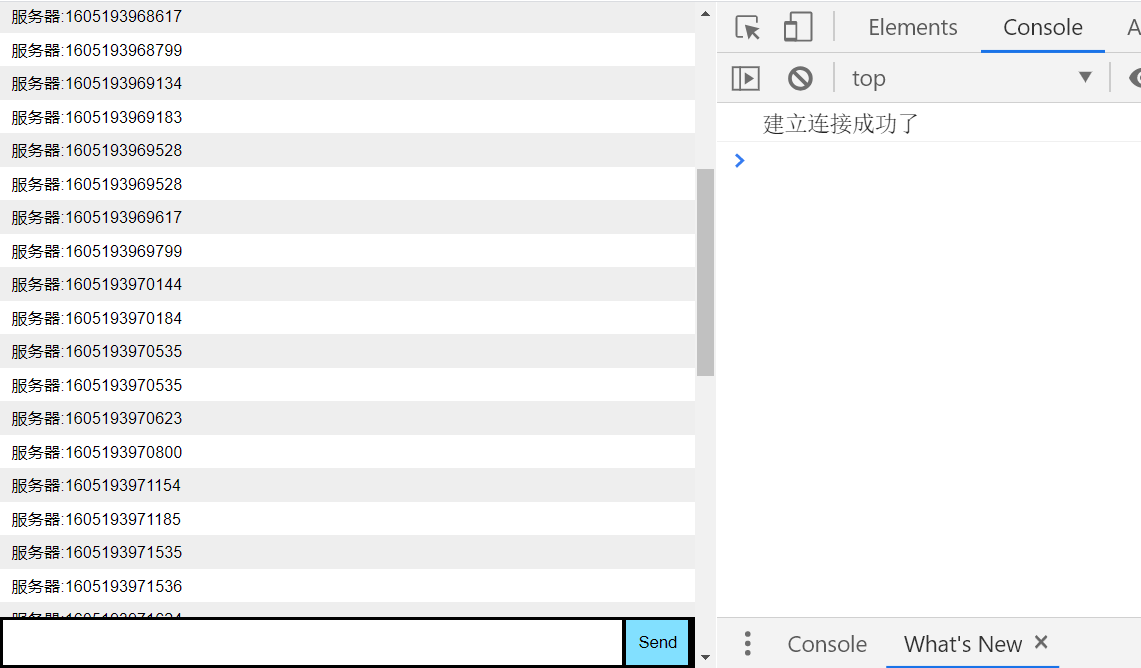 服务器:1605193968617
服务器:1605193968799
服务器:1605193969134
服务器:1605193969183
服务器:1605193969528
服务器:1605193969528
服务器:1605193969617
服务器:1605193969799
服务器:1605193970144
服务器:1605193970184
服务器:1605193970535
服务器:1605193970535
服务器:1605193970623
服务器:1605193970800
服务器:1605193971154
服务器:1605193971185
服务器:1605193971535
服务器:1605193971536
Send
Elements
Console
top
建立连接成功了
Console
What's New